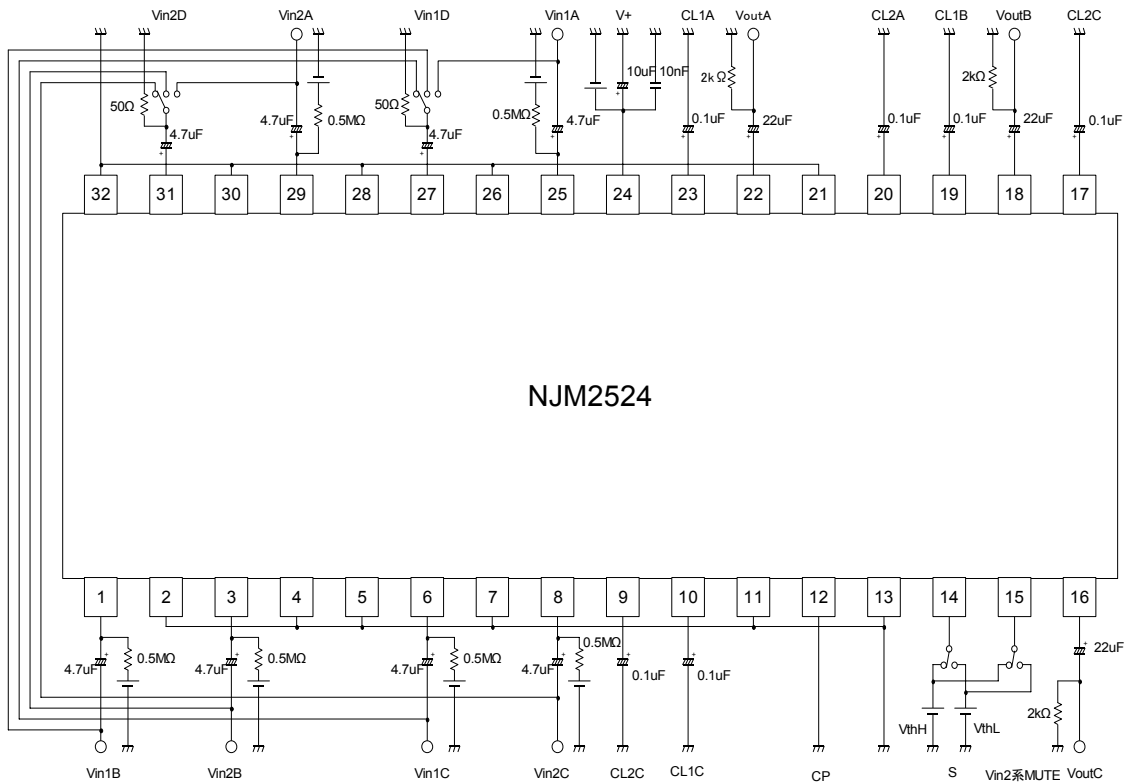 Vin2D Vin2A Vin1D Vin1A V+ CL1A VoutA CL2A CL1B VoutB CL2C
10uF 10nF
2kΩ 2kΩ
50Ω 4.7uF 0.5MΩ 50Ω 0.5MΩ 4.7uF 0.1uF 22uF 0.1uF 0.1uF 22uF 0.1uF
4.7uF 4.7uF
+ + + + + + + + + + + +
32 31 30 29 28 27 26 25 24 23 22 21 20 19 18 17
NJM2524
1 2 3 4 5 6 7 8 9 10 11 12 13 14 15 16
+ + + + + + +
4.7uF 0.5MΩ 4.7uF 0.5MΩ 4.7uF 0.5MΩ 4.7uF 0.5MΩ 0.1uF 0.1uF 22uF
VthH VthL 2kΩ
Vin1B Vin2B Vin1C Vin2C CL2C CL1C CP S Vin2系MUTE VoutC